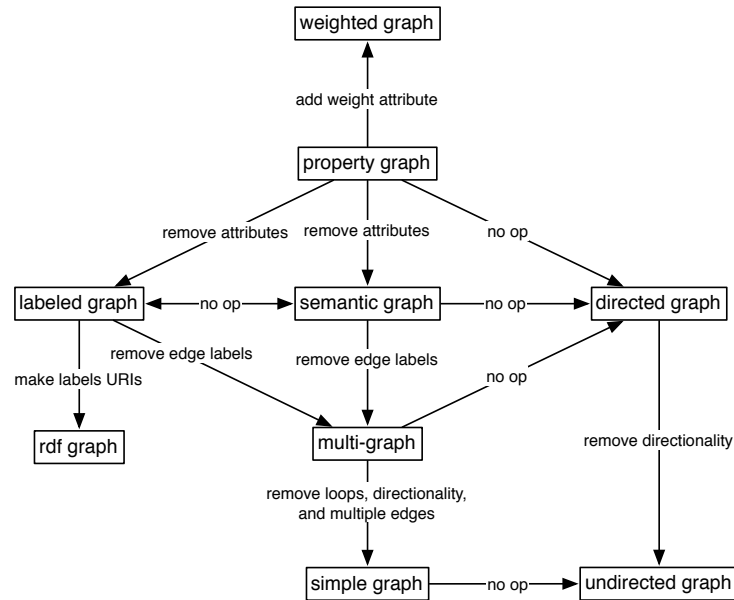 weighted graph
add weight attribute
property graph
remove attributes
remove attributes
no op
labeled graph
no op
semantic graph
no op
directed graph
remove edge labels
remove edge labels
make labels URIs
no op
rdf graph
multi-graph
remove directionality
remove loops, directionality,
and multiple edges
simple graph
no op
undirected graph